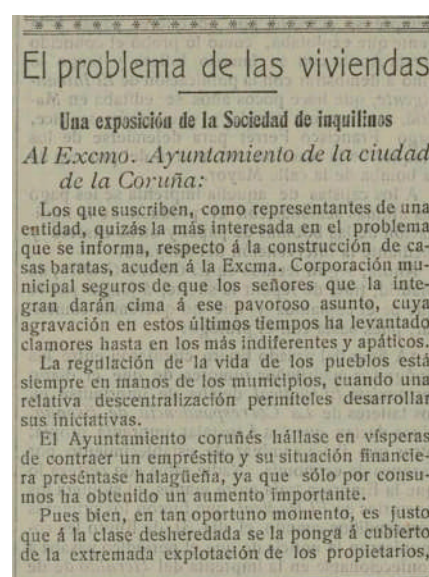 El problema de las viviendas
Una exposición de la Sociedad de inquilinos
Al Excmo. Ayuntamiento de la ciudad
de la Coruña:
Los que suscriben, como representantes de una
entidad, quizás la más interesada en el problema
que se informa, respecto á la construcción de ca-
sas baratas, acuden á la Excma. Corporación mu-
nicipal seguros de que los señores que la inte-
gran darán cima á ese pavoroso asunto, cuya
agravación en estos últimos tiempos ha levantado
clamores hasta en los más indiferentes y apáticos.
La regulación de la vida de los pueblos está
siempre en manos de los municipios, cuando una
relativa descentralización permíteles desarrollar
sus iniciativas.
El Ayuntamiento coruñés hállase en vísperas
de contraer un empréstito y su situación financie-
ra preséntase halagüeña, ya que sólo por consu-
mos ha obtenido un aumento importante.
Pues bien, en tan oportuno momento, es justo
que á la clase desheredada se la ponga á cubierto
de la extremada explotación de los propietarios,